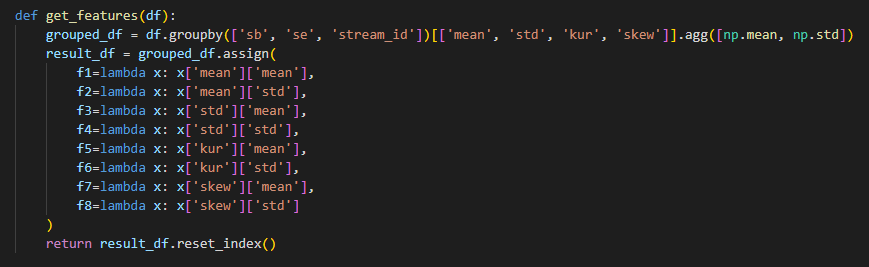 def get_features(df):
    grouped_df = df.groupby(['sb', 'se', 'stream_id'])[['mean', 'std', 'kur', 'skew']].agg([np.mean, np.std])
    result_df = grouped_df.assign(
        f1=lambda x: x['mean']['mean'],
        f2=lambda x: x['mean']['std'],
        f3=lambda x: x['std']['mean'],
        f4=lambda x: x['std']['std'],
        f5=lambda x: x['kur']['mean'],
        f6=lambda x: x['kur']['std'],
        f7=lambda x: x['skew']['mean'],
        f8=lambda x: x['skew']['std']
    )
    return result_df.reset_index()